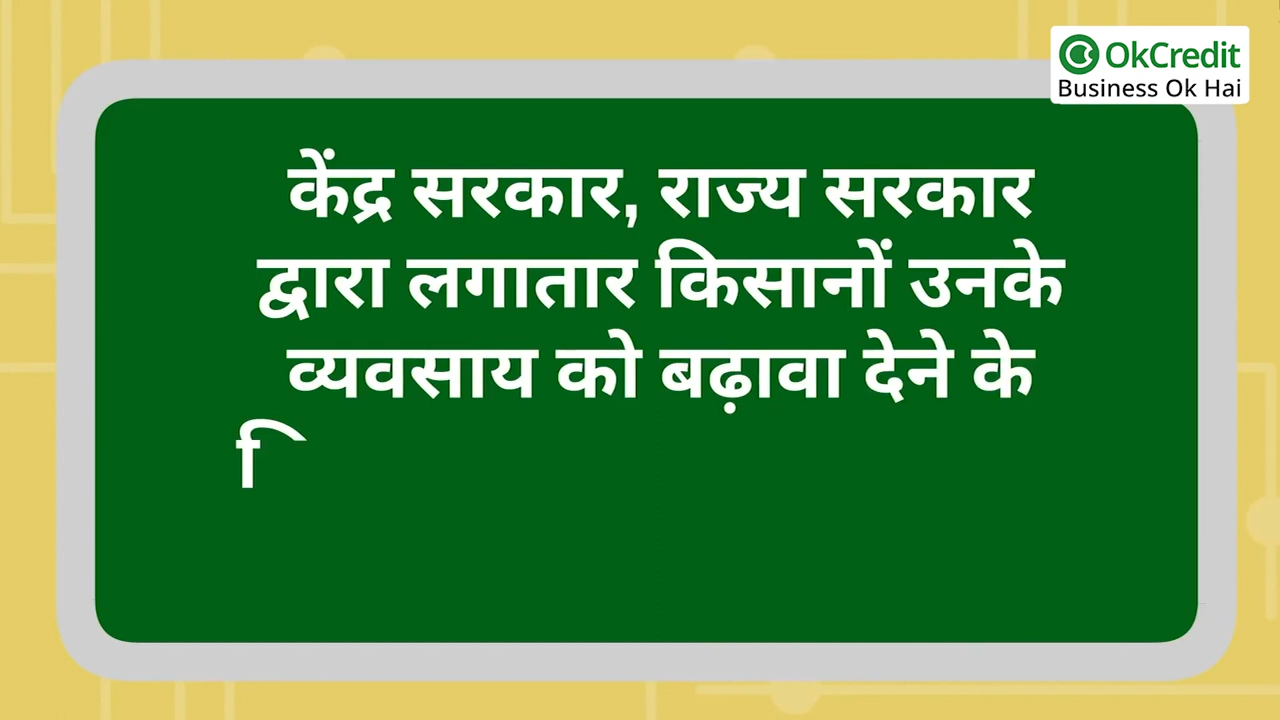 OkCredit
Business Ok Hai
केंद्र सरकार, राज्य सरकार
द्वारा लगातार किसानों उनके
व्यवसाय को बढ़ावा देने के
ि